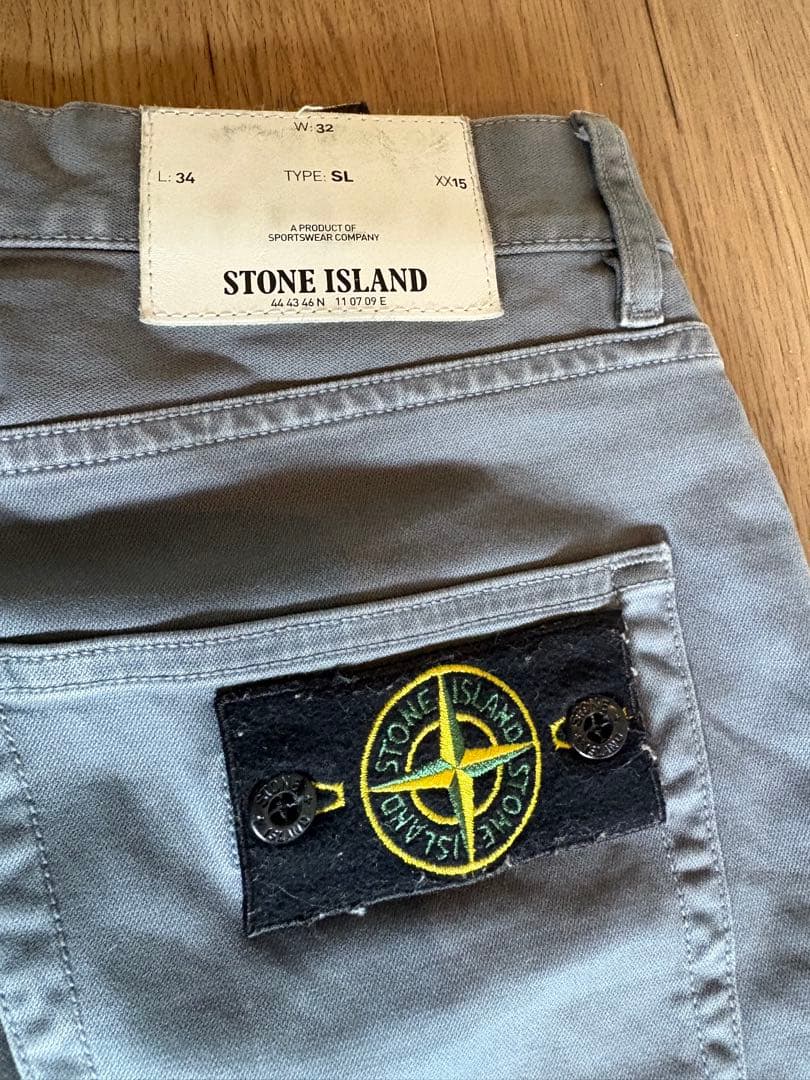 W: 32
L: 34 TYPE: SL XX15
A PRODUCT OF
SPORTSWEAR COMPANY
STONE ISLAND
44 43 46 N 11 07 09 E
STONE ISLAND
STONE ISLAND
STONE